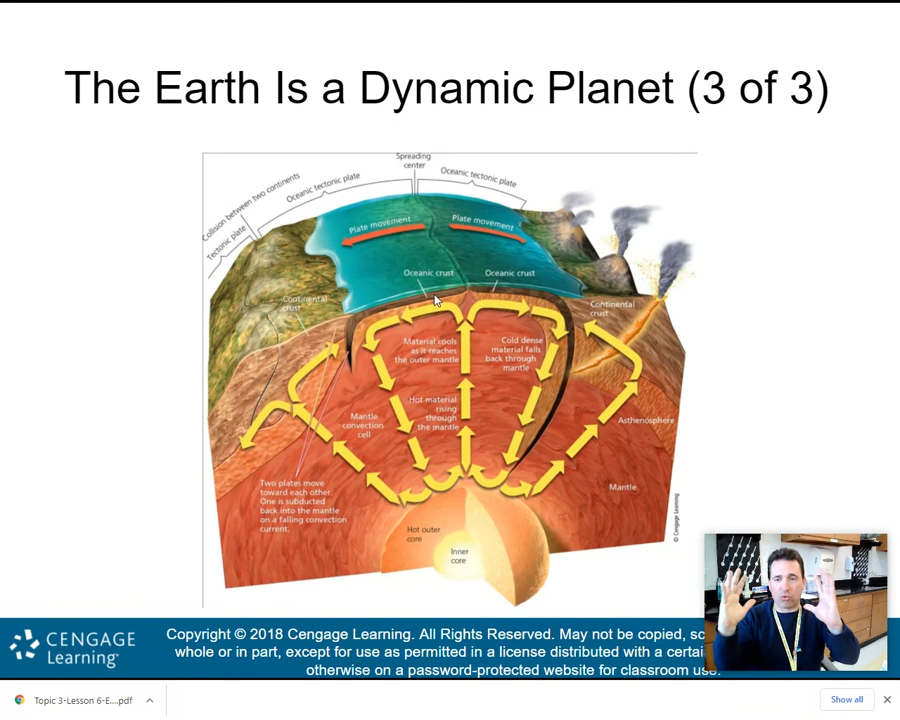 The Earth Is a Dynamic Planet (3 of 3)
Spreading
center
Oceanic tectonic plate
Oceanic tectonic plate
Collision between two continents
Tectonic plate
Plate movement
Plate movement
Oceanic crust
Oceanic crust
Continental
crust
Continental
crust
Material cools
as it reaches
the outer mantle
Cold dense
material falls
back through
mantle
Hot material
rising
through
the mantle
Mantle
convection
cell
Asthenosphere
Mantle
Two plates move
toward each other.
One is subducted
back into the mantle
on a falling convection
current.
Hot outer
core
Inner
core
© Cengage Learning
CENGAGE
Learning
Copyright © 2018 Cengage Learning. All Rights Reserved. May not be copied,
whole or in part, except for use as permitted in a license distributed with a
otherwise on a password-protected website for classroom use.
Topic 3-Lesson 6-E....pdf
Show all